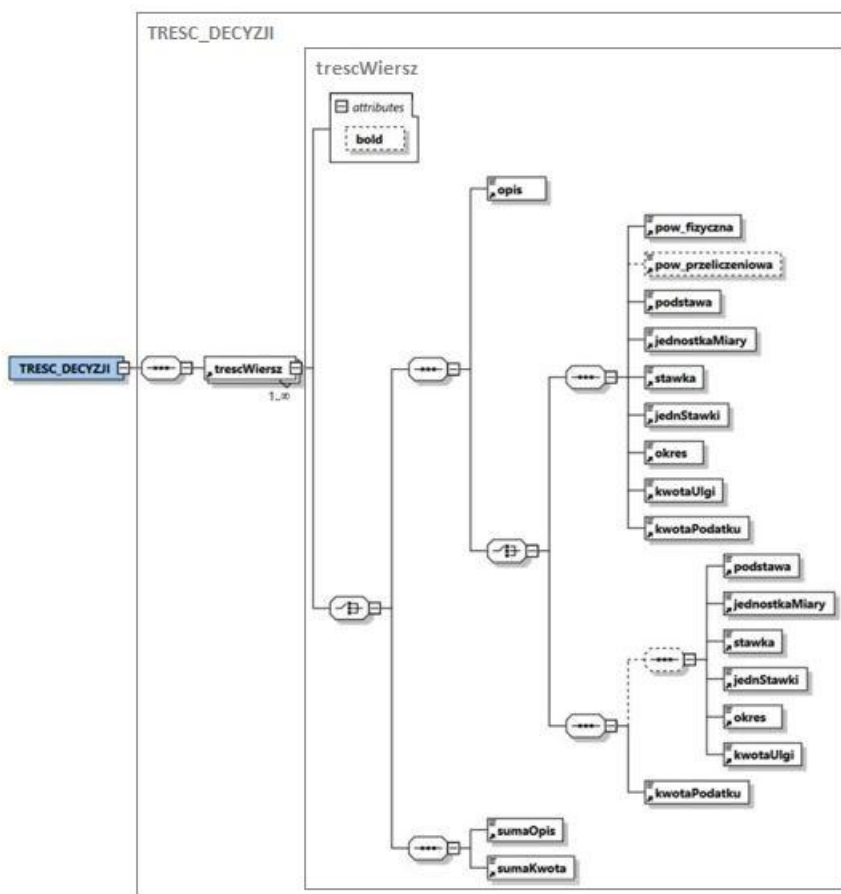 TRESC_DECYZJI
trescWiersz
attributes
bold
opis
pow_fizyczna
pow_przeliczeniowa
podstawa
jednostkaMiary
TRESC_DECYZJI
trescWiersz
1..∞
stawka
jednStawki
okres
kwotaUlgi
kwotaPodatku
podstawa
jednostkaMiary
stawka
jednStawki
okres
kwotaUlgi
kwotaPodatku
sumaOpis
sumaKwota